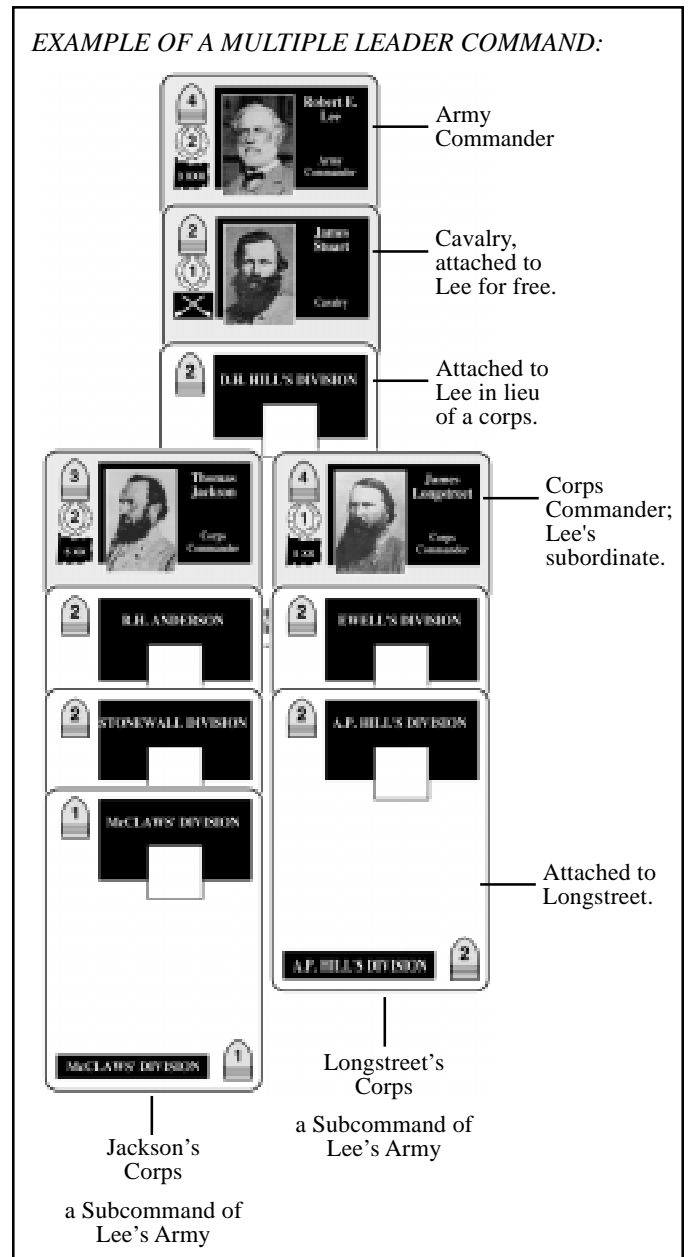 EXAMPLE OF A MULTIPLE LEADER COMMAND:
4
Robert E.
Lee
2
Army
Commander
Army
Commander
2
James
Stuart
1
Cavalry
Cavalry,
attached to
Lee for free.
2
D.H. HILL'S DIVISION
Attached to
Lee in lieu
of a corps.
3
Thomas
Jackson
2
Corps
Commander
4
James
Longstreet
1
Corps
Commander
Corps
Commander;
Lee's
subordinate.
2
R.H. ANDERSON
2
EWELL'S DIVISION
2
STONEWALL DIVISION
2
A.P. HILL'S DIVISION
1
McCLAWS' DIVISION
Attached to
Longstreet.
A.P. HILL'S DIVISION
2
McCLAWS' DIVISION
1
Longstreet's
Corps
a Subcommand of
Lee's Army
Jackson's
Corps
a Subcommand of
Lee's Army